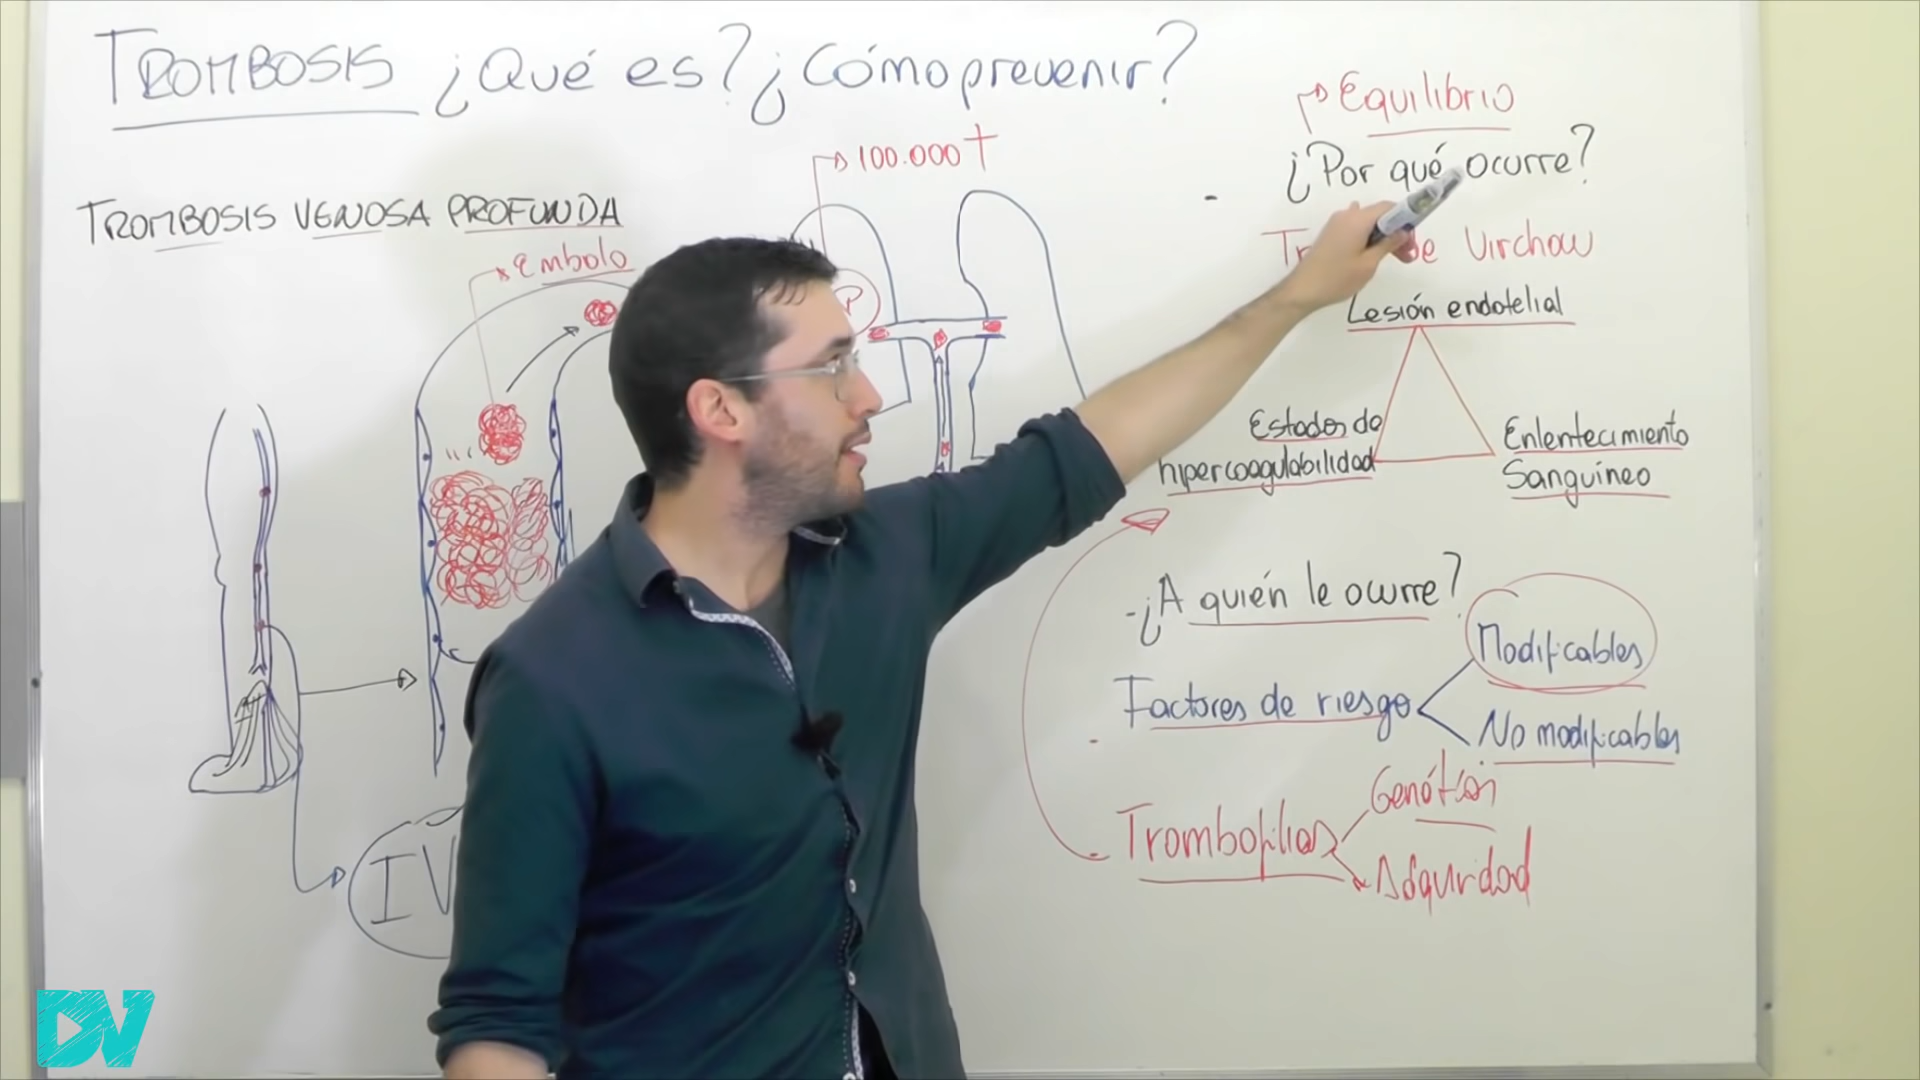 TROMBOSIS ¿Qué es? ¿Cómo prevenir?
TROMBOSIS VENOSA PROFUNDA
Embolo
100.000
P
IV
Equilibrio
¿Por qué ocurre?
de Virchow
Lesión endotelial
Estados de
hipercoagulabilidad
Enlentecimiento
Sanguíneo
-¿A quién le ocurre?
Factores de riesgo
Modificables
No modificables
- Trombofilias
DV